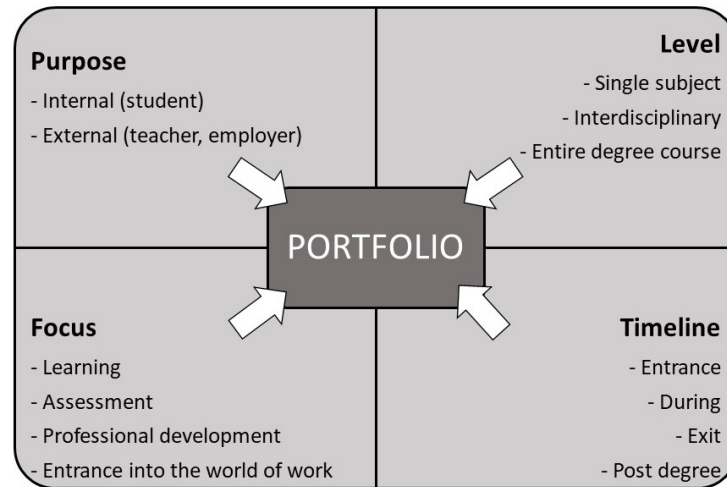 Purpose
- Internal (student)
- External (teacher, employer)
Level
- Single subject
- Interdisciplinary
- Entire degree course
PORTFOLIO
Focus
- Learning
- Assessment
- Professional development
- Entrance into the world of work
Timeline
- Entrance
- During
- Exit
- Post degree